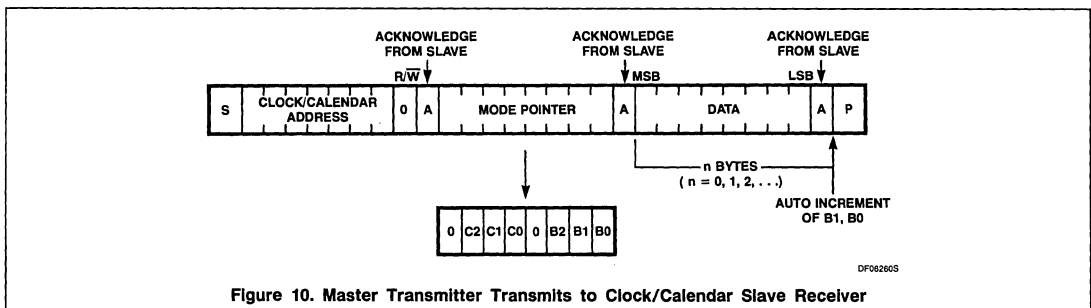 ACKNOWLEDGE
FROM SLAVE
ACKNOWLEDGE
FROM SLAVE
ACKNOWLEDGE
FROM SLAVE
R/W̅
MSB
LSB
S
CLOCK/CALENDAR
ADDRESS
0
A
MODE POINTER
A
DATA
A
P
n BYTES
( n = 0, 1, 2, . . .)
AUTO INCREMENT
OF B1, B0
0 C2 C1 C0 0 B2 B1 B0
DF06260S
Figure 10. Master Transmitter Transmits to Clock/Calendar Slave Receiver